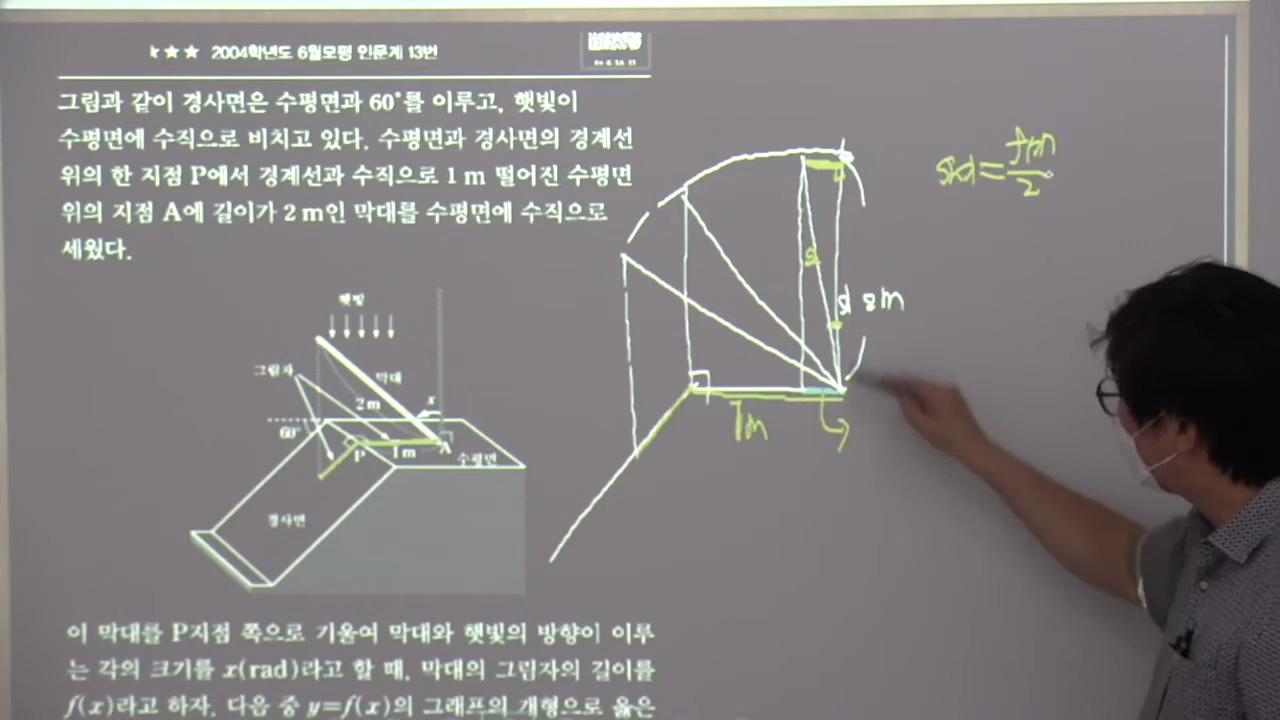 ★★★ 2004학년도 6월모평 인문계 13번
그림과 같이 경사면은 수평면과 60°를 이루고, 햇빛이
수평면에 수직으로 비치고 있다. 수평면과 경사면의 경계선
위의 한 지점 P에서 경계선과 수직으로 1 m 떨어진 수평면
위의 지점 A에 길이가 2 m인 막대를 수평면에 수직으로
세웠다.
햇빛
그림자
막대
2 m
x
60°
P
1 m
A
수평면
경사면
2m
1m
이 막대를 P지점 쪽으로 기울여 막대와 햇빛의 방향이 이루
는 각의 크기를 x(rad)라고 할 때, 막대의 그림자의 길이를
f(x)라고 하자. 다음 중 y=f(x)의 그래프의 개형으로 옳은